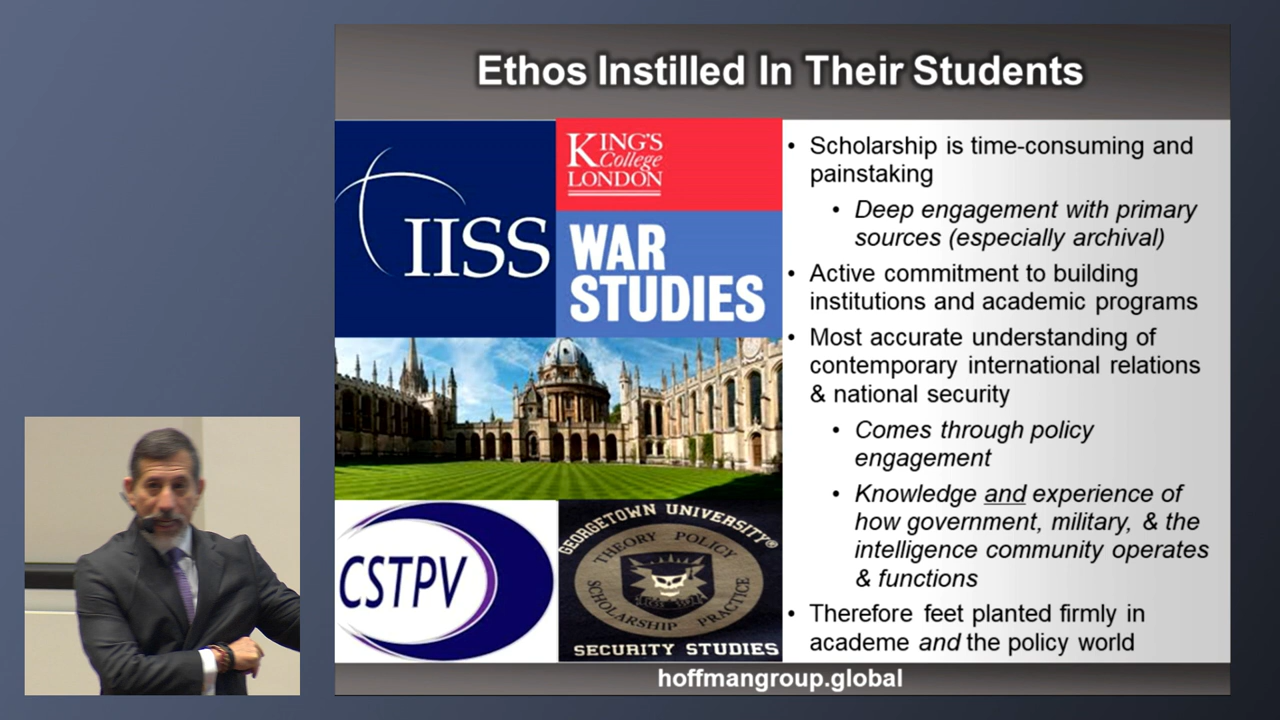 Ethos Instilled In Their Students
IISS
KING'S
College
LONDON
WAR
STUDIES
CSTPV
GEORGETOWN UNIVERSITY®
THEORY POLICY
SCHOLARSHIP PRACTICE
SECURITY STUDIES
• Scholarship is time-consuming and
painstaking
• Deep engagement with primary
sources (especially archival)
• Active commitment to building
institutions and academic programs
• Most accurate understanding of
contemporary international relations
& national security
• Comes through policy
engagement
• Knowledge and experience of
how government, military, & the
intelligence community operates
& functions
• Therefore feet planted firmly in
academe and the policy world
hoffmangroup.global